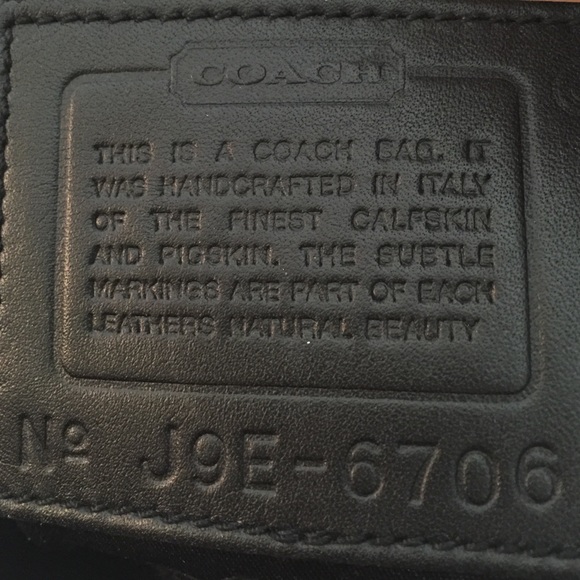 COACH
THIS IS A COACH BAG. IT
WAS HANDCRAFTED IN ITALY
OF THE FINEST CALFSKIN
AND PIGSKIN. THE SUBTLE
MARKINGS ARE PART OF EACH
LEATHERS NATURAL BEAUTY
Nº J9E-6706